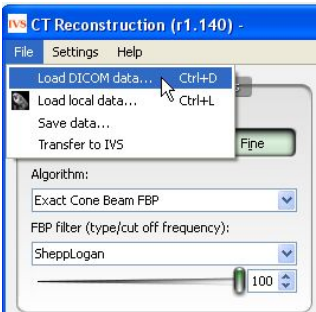 IVS CT Reconstruction (r1.140) -
File Settings Help
Load DICOM data... Ctrl+D
Load local data... Ctrl+L
Save data...
Transfer to IVS
Fine
Algorithm:
Exact Cone Beam FBP
FBP filter (type/cut off frequency):
SheppLogan
100